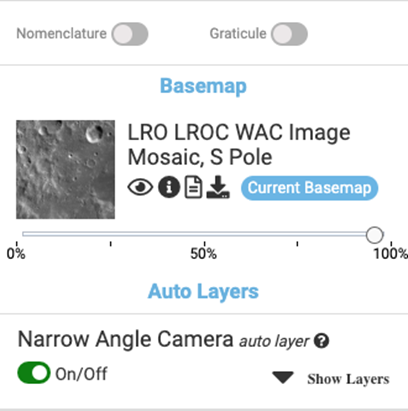 Nomenclature Graticule
Basemap
LRO LROC WAC Image
Mosaic, S Pole
Current Basemap
0% 50% 100%
Auto Layers
Narrow Angle Camera auto layer ?
On/Off Show Layers